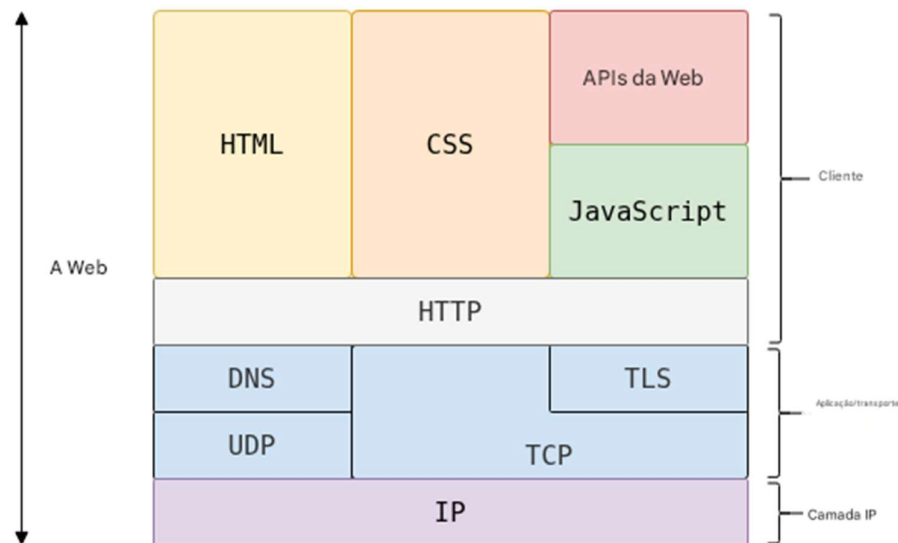 APIs da Web
HTML
CSS
Cliente
JavaScript
A Web
HTTP
DNS
TLS
Aplicação/transporte
UDP
TCP
IP
Camada IP